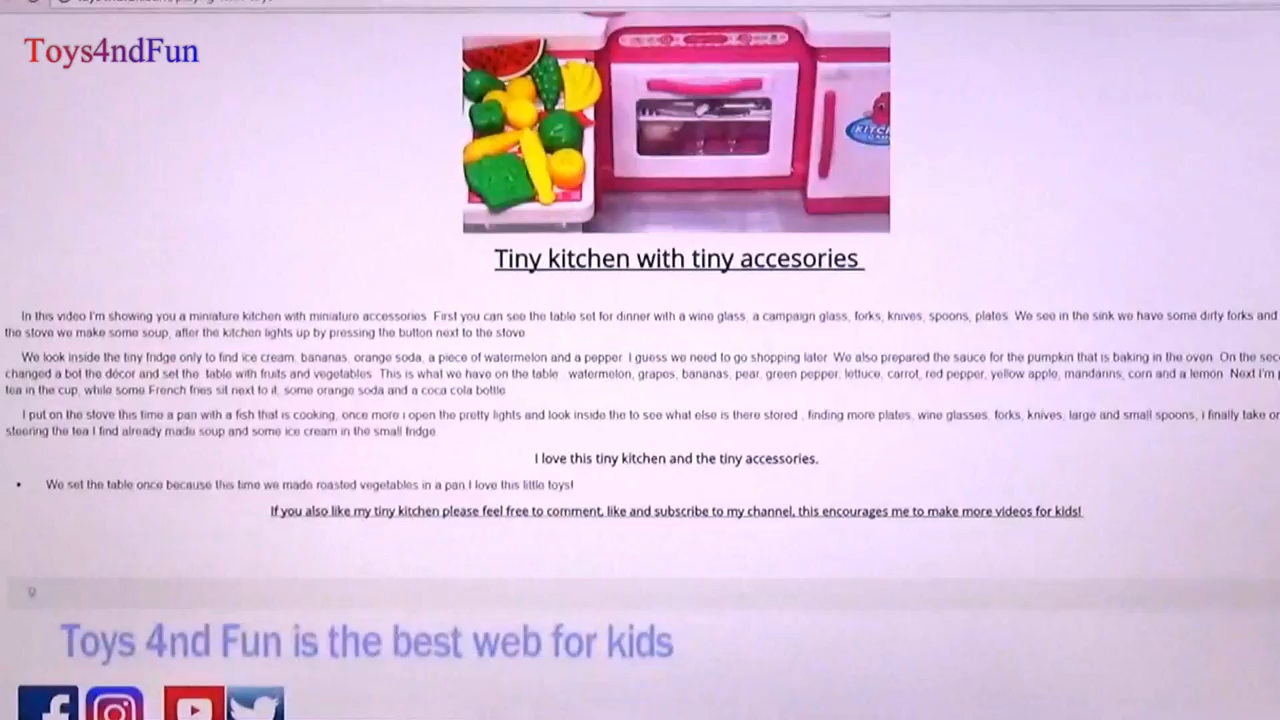 Toys4ndFun
KITCH
Tiny kitchen with tiny accesories
In this video I'm showing you a miniature kitchen with miniature accessories. First you can see the table set for dinner with a wine glass, a campaign glass, forks, knives, spoons, plates. We see in the sink we have some dirty forks and
the stove we make some soup, after the kitchen lights up by pressing the button next to the stove
We look inside the tiny fridge only to find ice cream, bananas, orange soda, a piece of watermelon and a pepper. I guess we need to go shopping later. We also prepared the sauce for the pumpkin that is baking in the oven. On the sec
changed a bot the décor and set the table with fruits and vegetables. This is what we have on the table watermelon, grapes, bananas, pear, green pepper, lettuce, carrot, red pepper, yellow apple, mandarins, corn and a lemon. Next I'm p
tea in the cup, while some French fries sit next to it, some orange soda and a coca cola bottle
I put on the stove this time a pan with a fish that is cooking, once more i open the pretty lights and look inside the to see what else is there stored , finding more plates, wine glasses, forks, knives, large and small spoons, i finally take or
steering the tea I find already made soup and some ice cream in the small fridge.
I love this tiny kitchen and the tiny accessories.
• We set the table once because this time we made roasted vegetables in a pan I love this little toys!
If you also like my tiny kitchen please feel free to comment, like and subscribe to my channel, this encourages me to make more videos for kids!
Toys 4nd Fun is the best web for kids